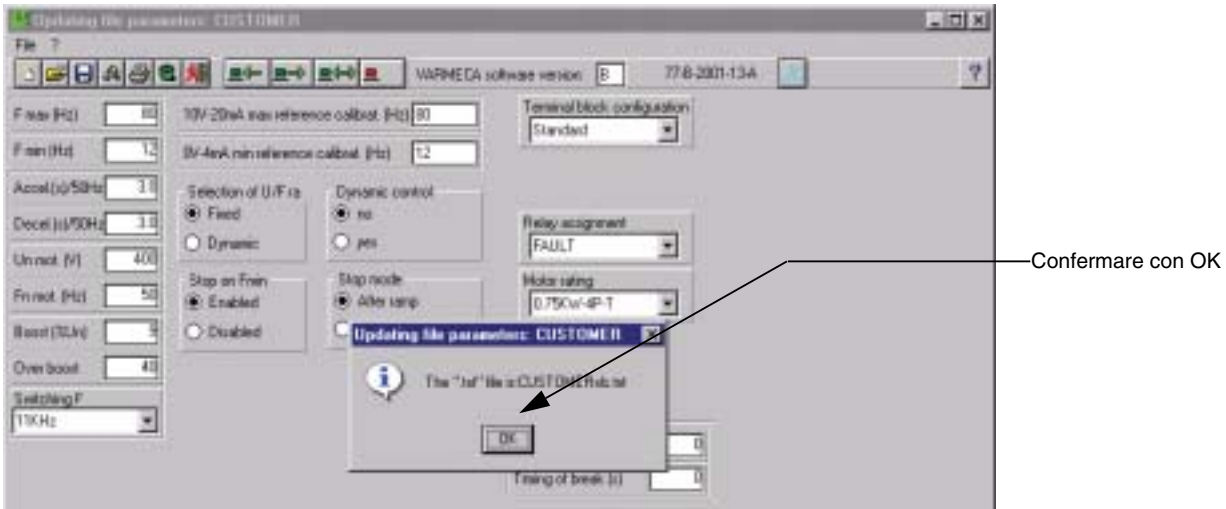 Updating file parameters: CUSTOMER
File ?
VARMECA software version B 77-B-2001-13-A ?
F max (Hz) 80
10V-20mA max reference calibrat. (Hz) 80
Terminal block configuration
Standard
F min (Hz) 12
0V-4mA min reference calibrat. (Hz) 12
Accel.(s)/50Hz 3.0
Selection of U/F ra
Dynamic control
Fixed
no
Decel.(s)/50Hz 3.0
Relay assignment
Dynamic
yes
FAULT
Un mot. (V) 400
Stop on Fmin
Stop mode
Motor rating
Fn mot. (Hz) 50
Enabled
After ramp
0.75Kw-4P-T
Boost (%Un) 9
Disabled
Over boost 40
Switching F
11KHz
Updating file parameters: CUSTOMER
The ".txt" file is
OK
0
Timing of break (s) 0
Confermare con OK